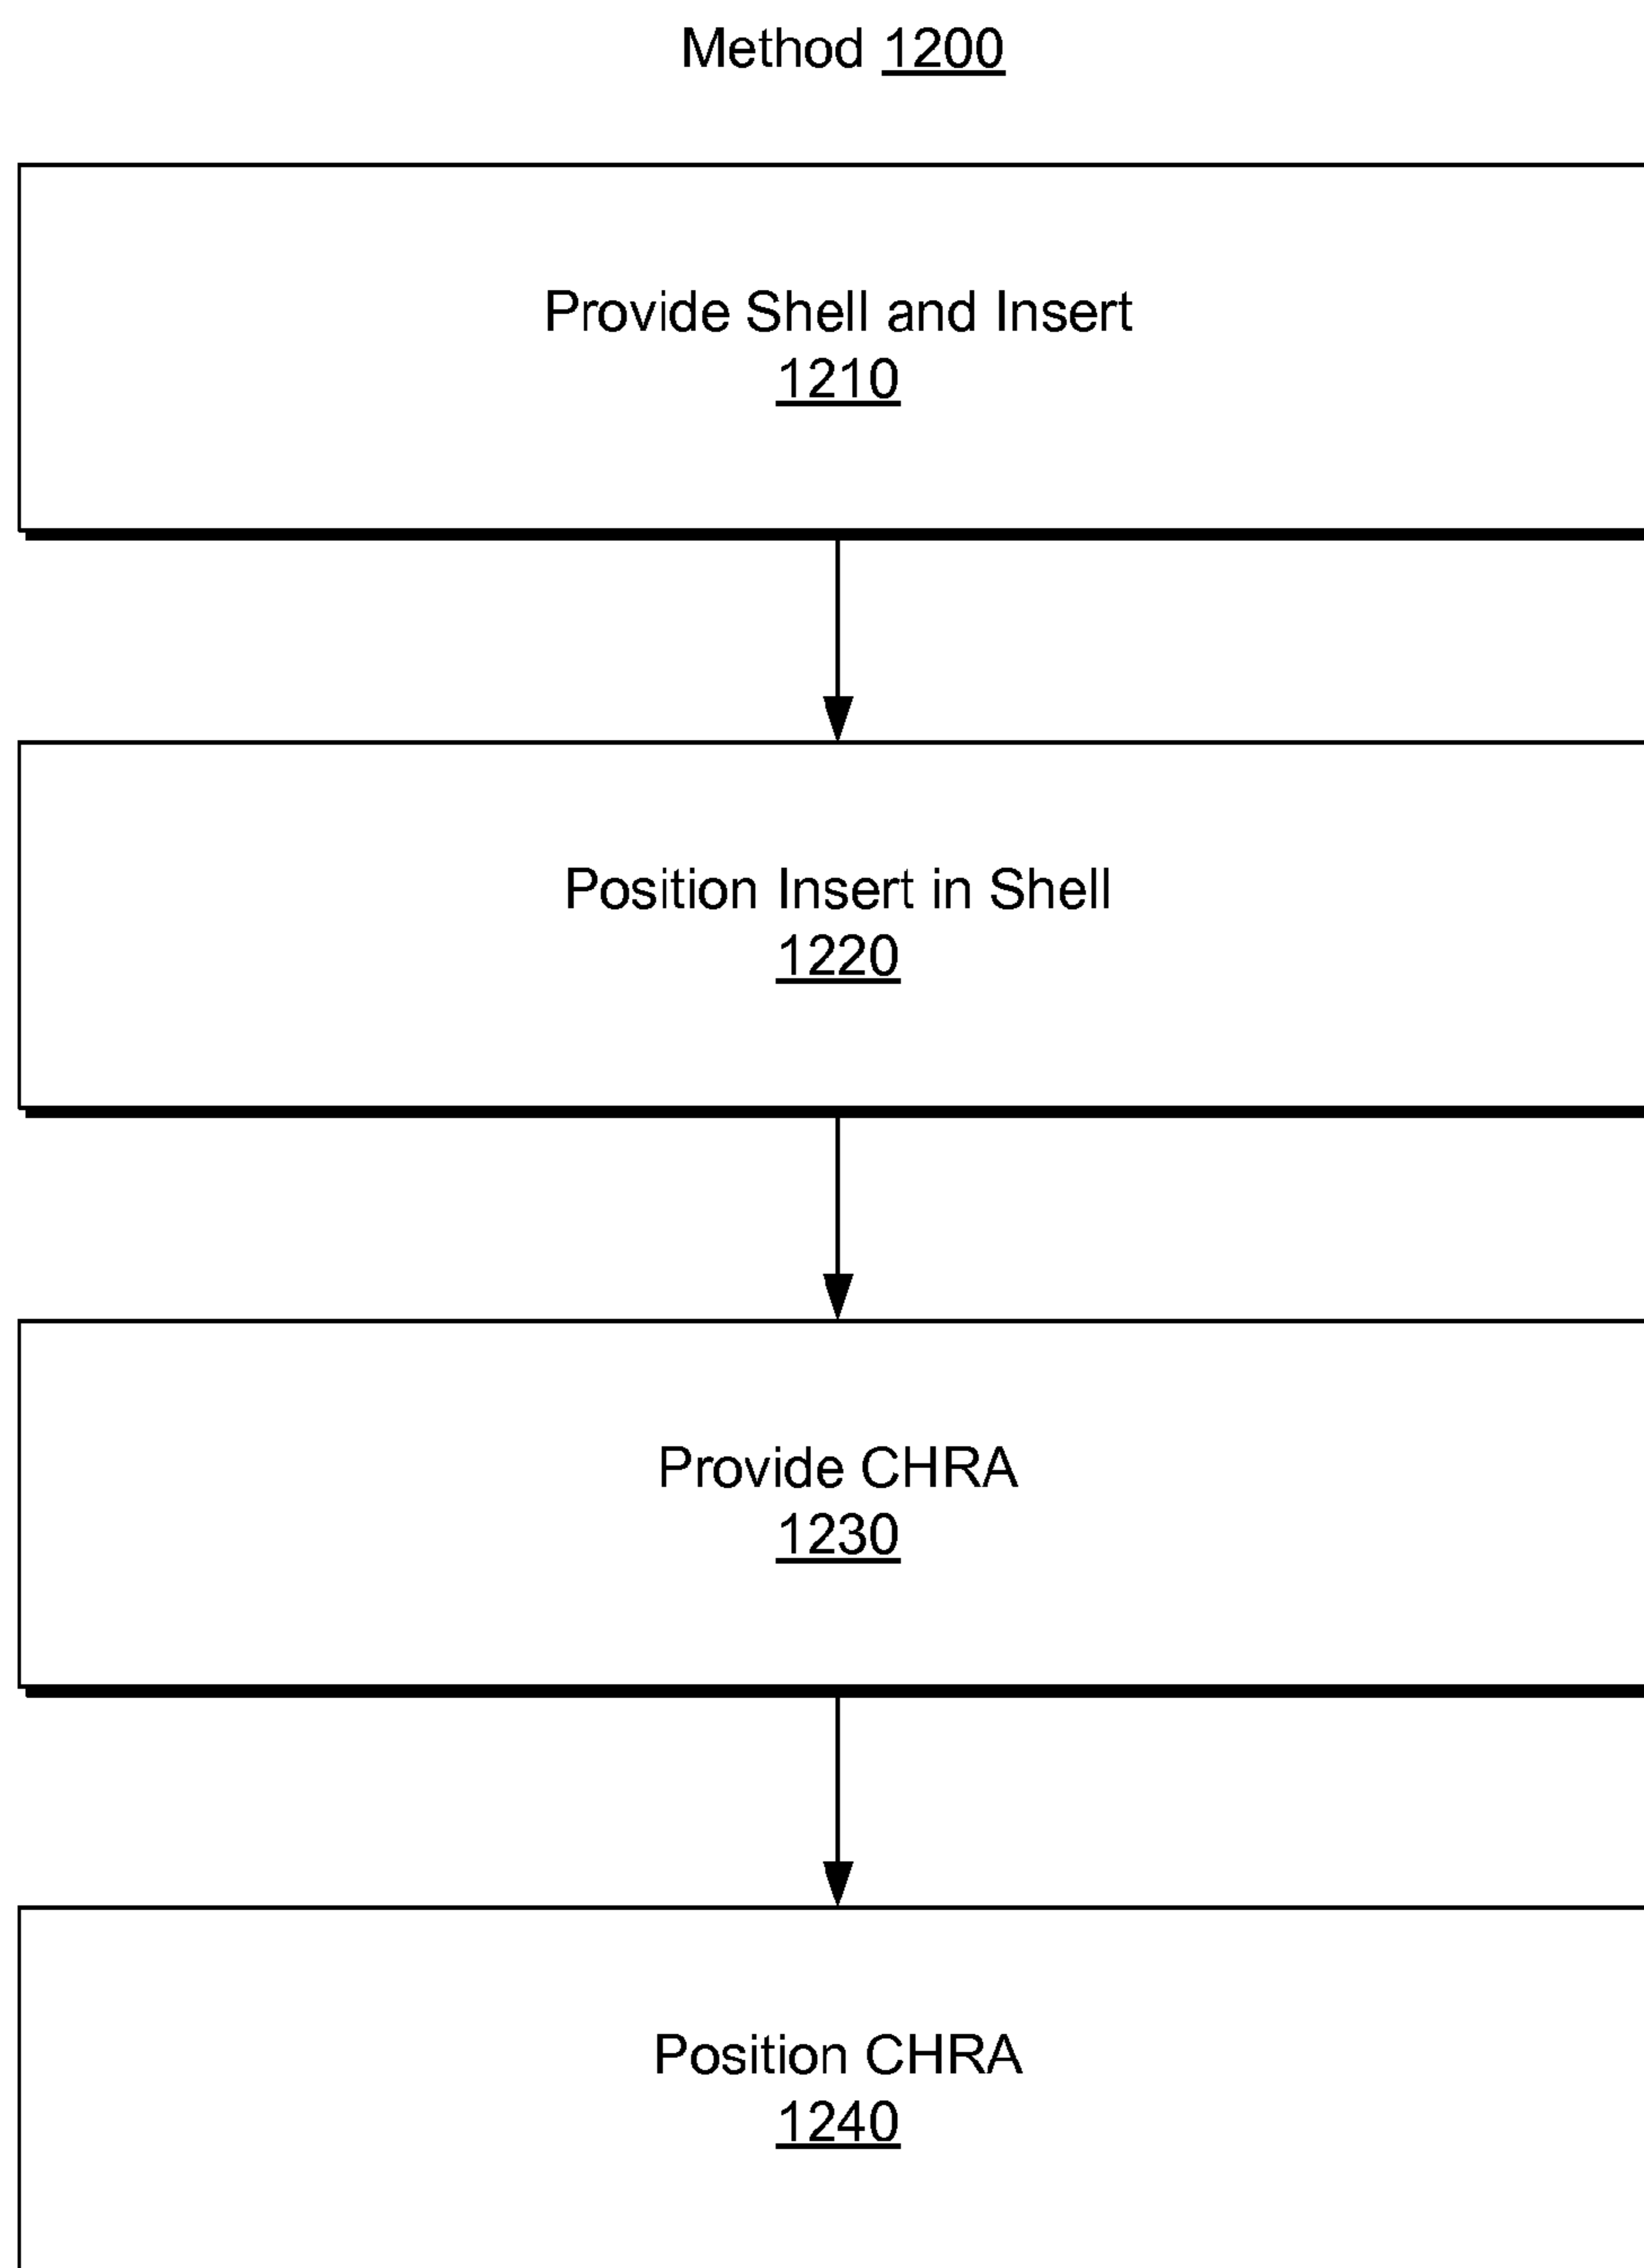 Method 1200
Provide Shell and Insert
1210
Position Insert in Shell
1220
Provide CHRA
1230
Position CHRA
1240